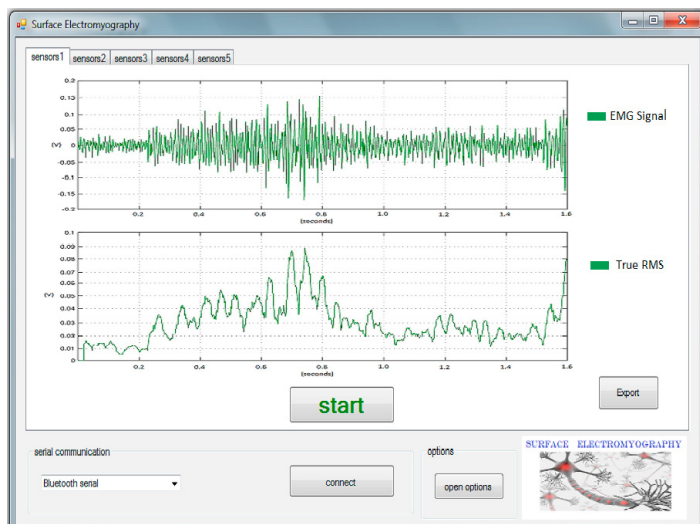 Surface Electromyography
sensors1 sensors2 sensors3 sensors4 sensors5
0.2
0.15
0.1
0.05
0
-0.05
-0.1
-0.15
-0.2
(V)
0.2 0.4 0.6 0.8 1.0 1.2 1.4 1.6
(seconds)
EMG Signal
0.1
0.09
0.08
0.07
0.06
0.05
0.04
0.03
0.03
0.01
0
(V)
0.2 0.4 0.6 0.8 1.0 1.2 1.4 1.6
(seconds)
True RMS
start
Export
serial communication
Bluetooth serial
connect
options
open options
SURFACE ELECTROMYOGRAPHY